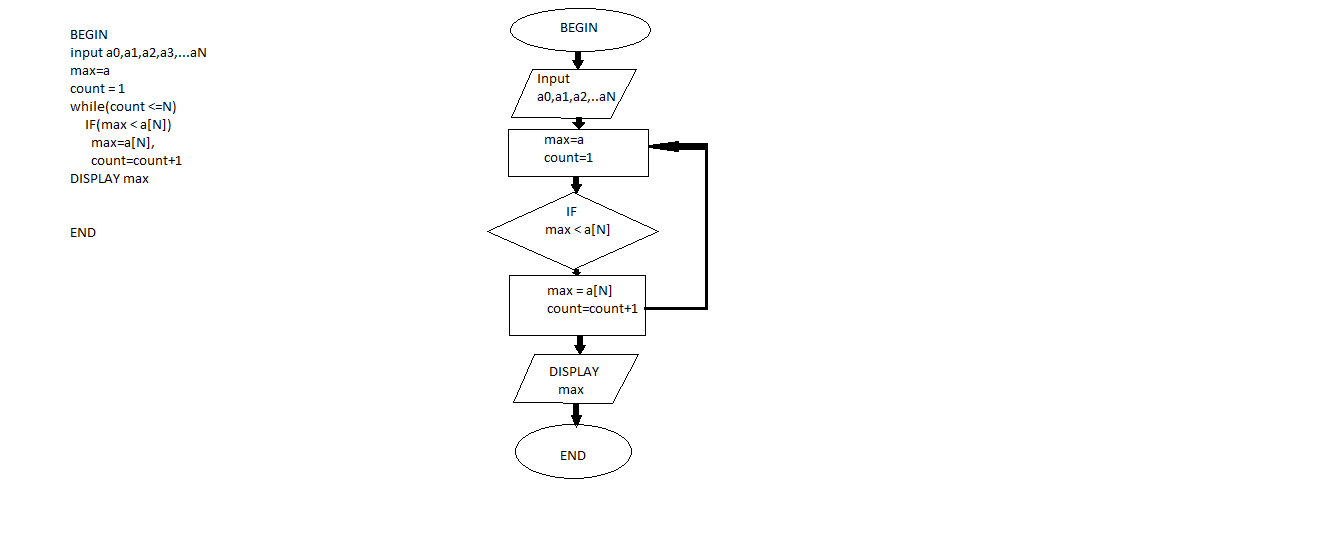 BEGIN
input a0,a1,a2,a3,...aN
max=a
count = 1
while(count <=N)
IF(max < a[N])
max=a[N],
count=count+1
DISPLAY max
END
BEGIN
Input
a0,a1,a2,..aN
max=a
count=1
IF
max < a[N]
max = a[N]
count=count+1
DISPLAY
max
END